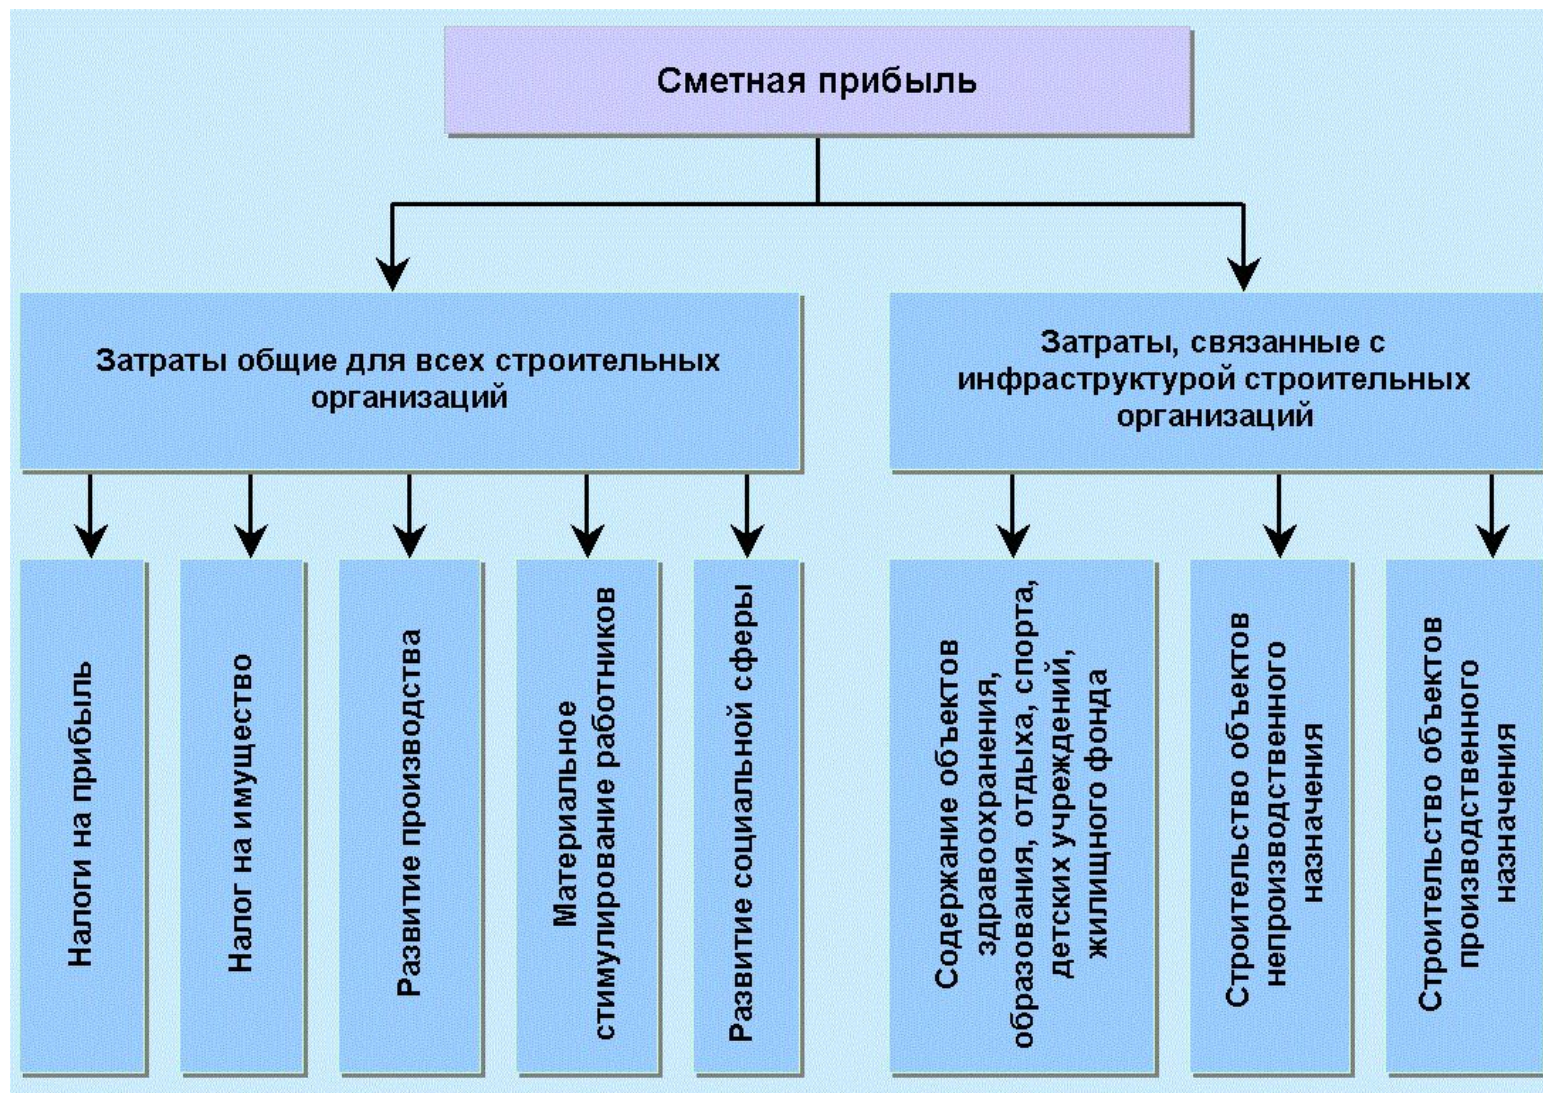 Сметная прибыль
Затраты общие для всех строительных
организаций
Затраты, связанные с
инфраструктурой строительных
организаций
Налоги на прибыль
Налог на имущество
Развитие производства
Материальное
стимулирование работников
Развитие социальной сферы
Содержание объектов
здравоохранения,
образования, отдыха, спорта,
детских учреждений,
жилищного фонда
Строительство объектов
непроизводственного
назначения
Строительство объектов
производственного
назначения